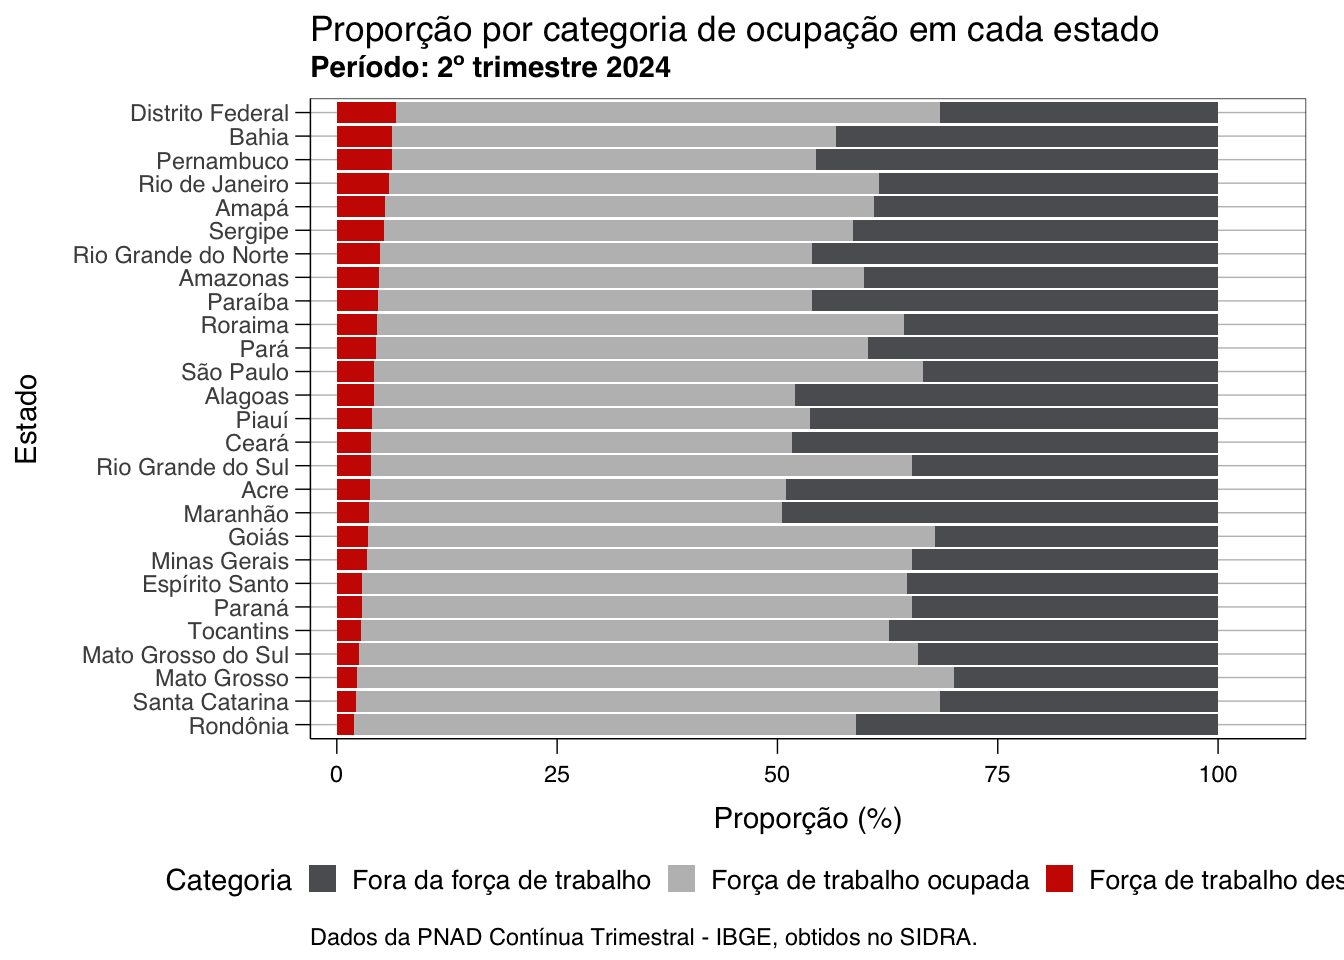 Proporção por categoria de ocupação em cada estado
Período: 2º trimestre 2024
Estado
Distrito Federal
Bahia
Pernambuco
Rio de Janeiro
Amapá
Sergipe
Rio Grande do Norte
Amazonas
Paraíba
Roraima
Pará
São Paulo
Alagoas
Piauí
Ceará
Rio Grande do Sul
Acre
Maranhão
Goiás
Minas Gerais
Espírito Santo
Paraná
Tocantins
Mato Grosso do Sul
Mato Grosso
Santa Catarina
Rondônia
0 25 50 75 100
Proporção (%)
Categoria Fora da força de trabalho Força de trabalho ocupada Força de trabalho des
Dados da PNAD Contínua Trimestral - IBGE, obtidos no SIDRA.